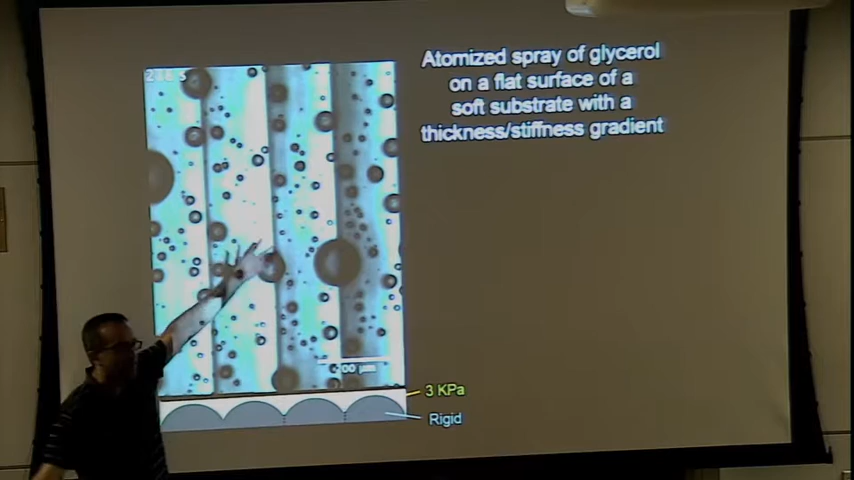 Atomized spray of glycerol
on a flat surface of a
soft substrate with a
thickness/stiffness gradient
3 KPa
Rigid